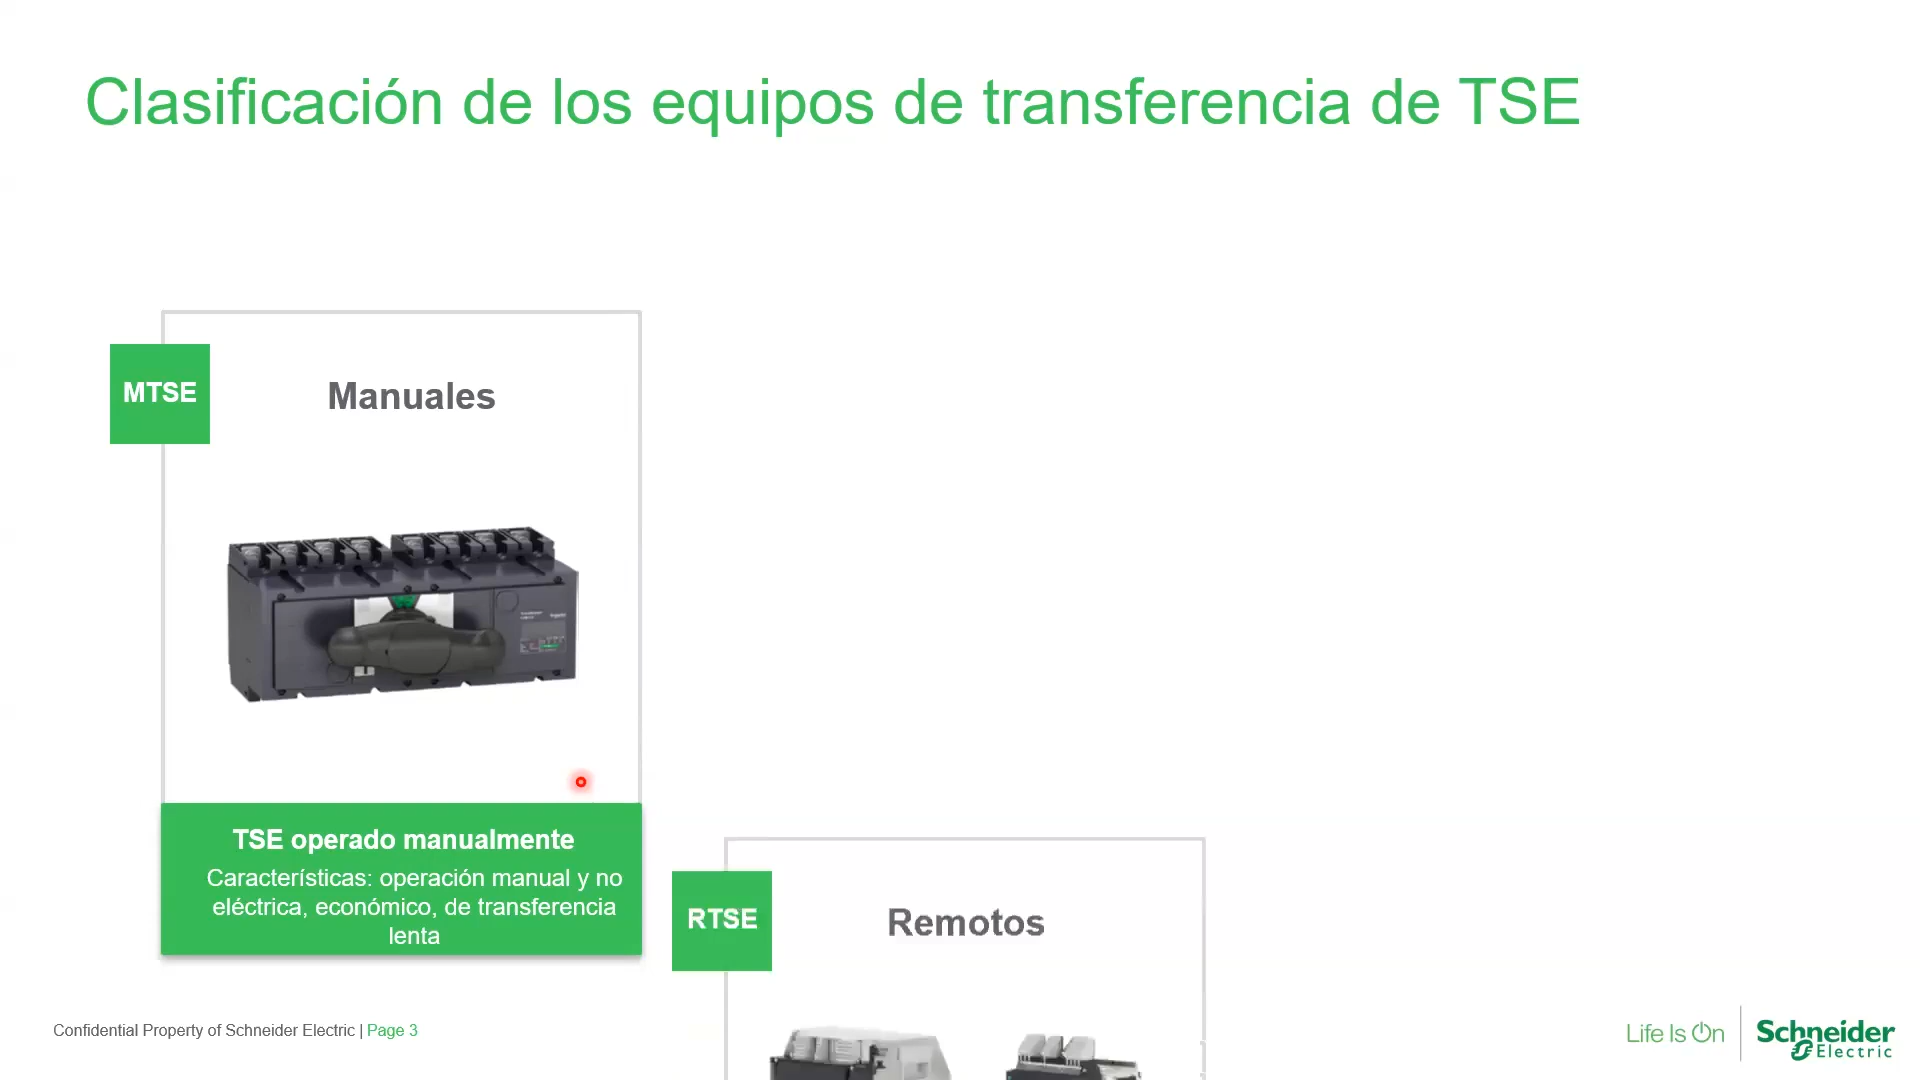 Clasificación de los equipos de transferencia de TSE
MTSE
Manuales
TSE operado manualmente
Características: operación manual y no
eléctrica, económico, de transferencia
lenta
RTSE
Remotos
Confidential Property of Schneider Electric | Page 3
Life Is On
Schneider
Electric